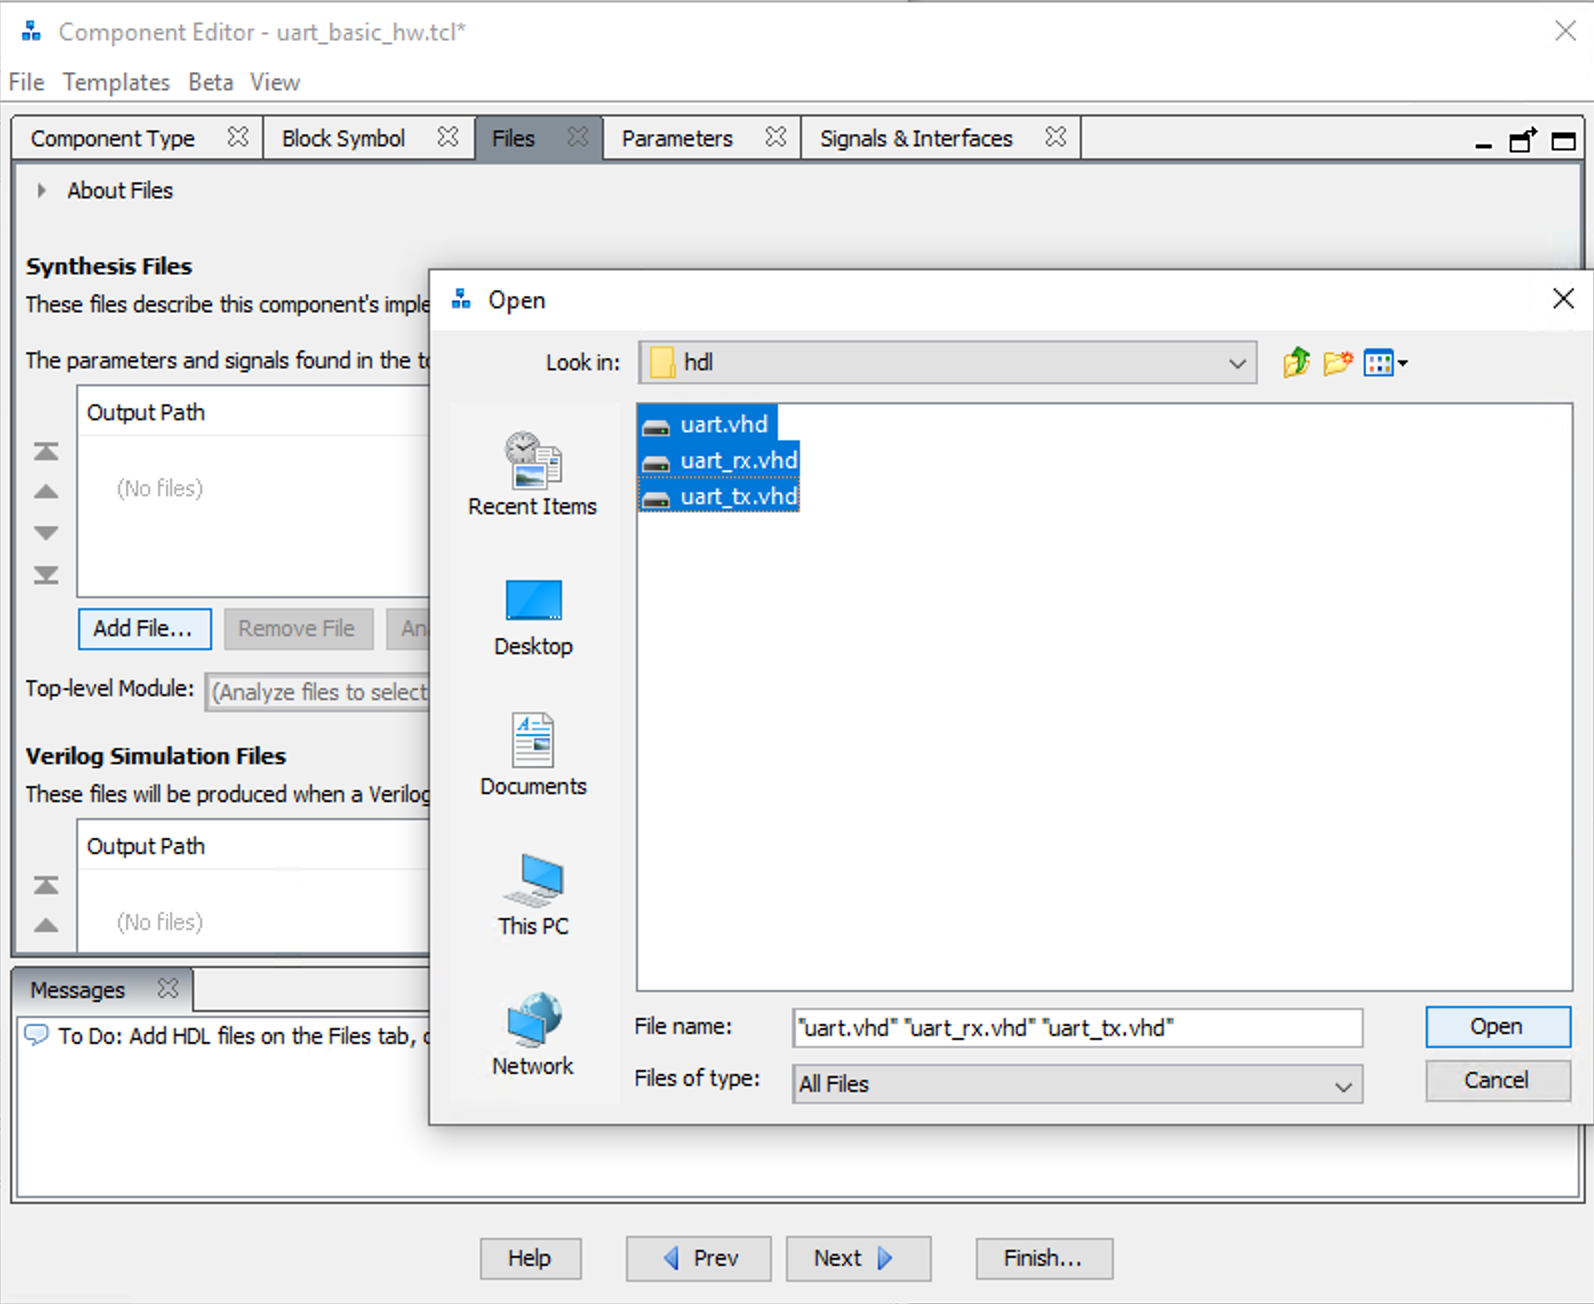 Component Editor - uart_basic_hw.tcl*
File Templates Beta View
Component Type Block Symbol Files Parameters Signals & Interfaces
About Files
Synthesis Files
These files describe this component's imple
The parameters and signals found in the to
Output Path
(No files)
Add File... Remove File An
Top-level Module: (Analyze files to select
Verilog Simulation Files
These files will be produced when a Verilog
Output Path
(No files)
Open
Look in: hdl
Recent Items
Desktop
Documents
This PC
Network
uart.vhd
uart_rx.vhd
uart_tx.vhd
File name: "uart.vhd" "uart_rx.vhd" "uart_tx.vhd" Open
Files of type: All Files Cancel
Messages
To Do: Add HDL files on the Files tab,
Help Prev Next Finish...